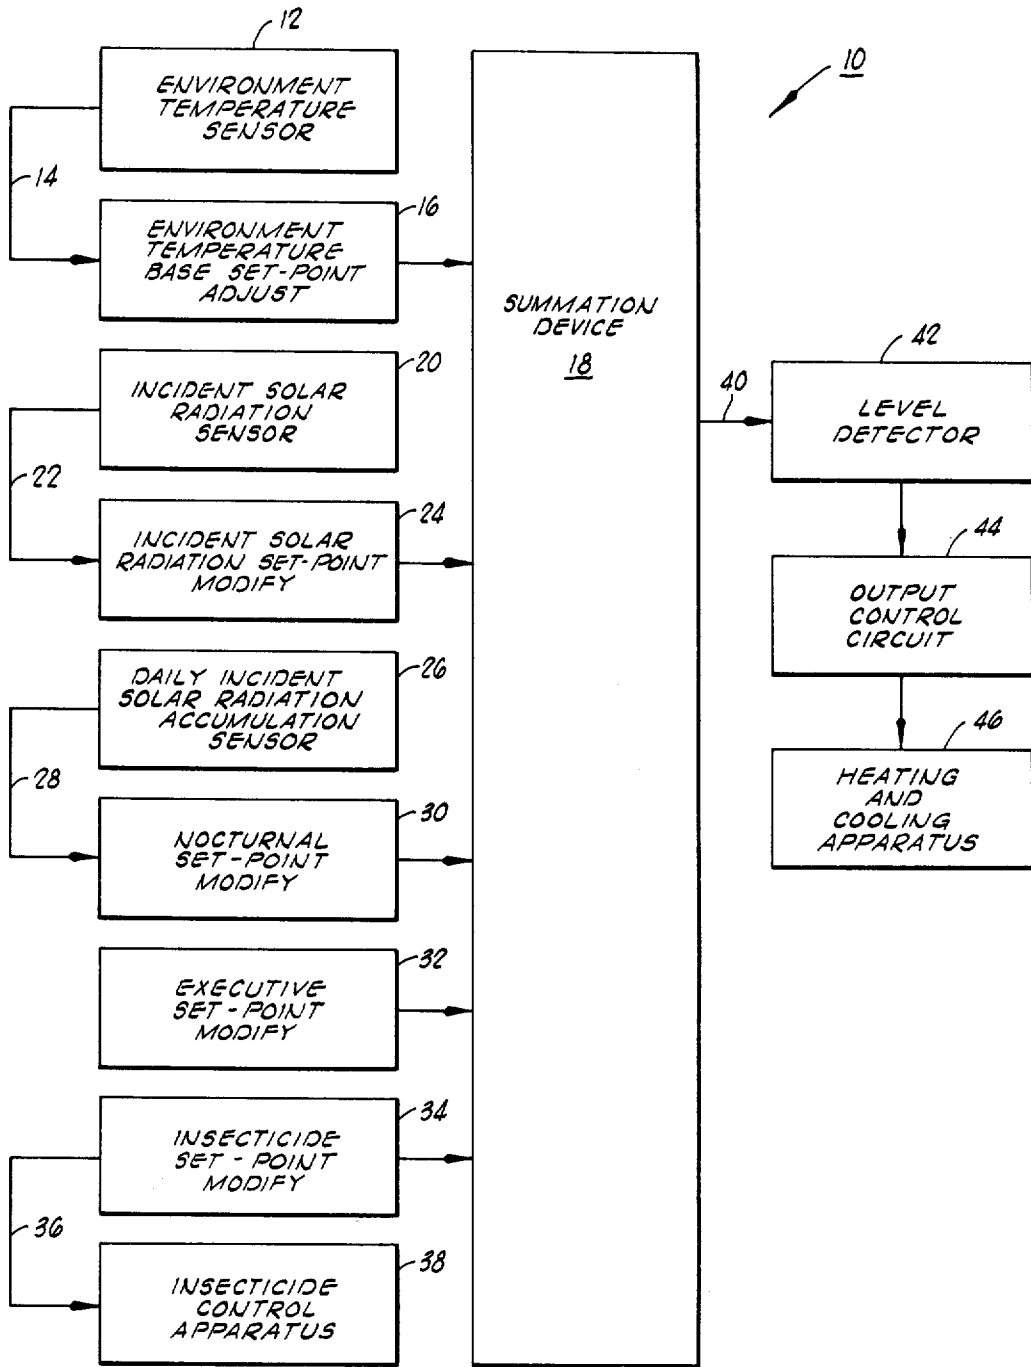 12
10
ENVIRONMENT
TEMPERATURE
SENSOR
14
16
ENVIRONMENT
TEMPERATURE
BASE SET-POINT
ADJUST
SUMMATION
DEVICE
18
20
INCIDENT SOLAR
RADIATION
SENSOR
22
24
INCIDENT SOLAR
RADIATION SET-POINT
MODIFY
26
DAILY INCIDENT
SOLAR RADIATION
ACCUMULATION
SENSOR
28
30
NOCTURNAL
SET-POINT
MODIFY
32
EXECUTIVE
SET-POINT
MODIFY
34
INSECTICIDE
SET-POINT
MODIFY
36
38
INSECTICIDE
CONTROL
APPARATUS
40
42
LEVEL
DETECTOR
44
OUTPUT
CONTROL
CIRCUIT
46
HEATING
AND
COOLING
APPARATUS